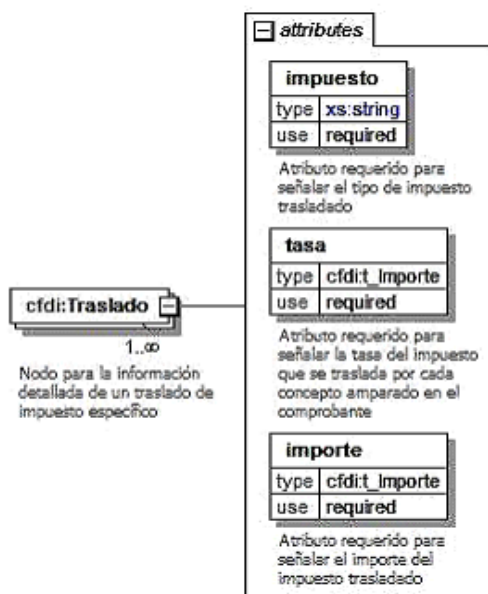 attributes
impuesto
type xs:string
use required
Atributo requerido para
señalar el tipo de impuesto
trasladado
tasa
type cfdi:t_Importe
use required
Atributo requerido para
señalar la tasa del impuesto
que se traslada por cada
concepto amparado en el
comprobante
cfdi:Traslado
1..∞
Nodo para la información
detallada de un traslado de
impuesto específico
importe
type cfdi:t_Importe
use required
Atributo requerido para
señalar el importe del
impuesto trasladado